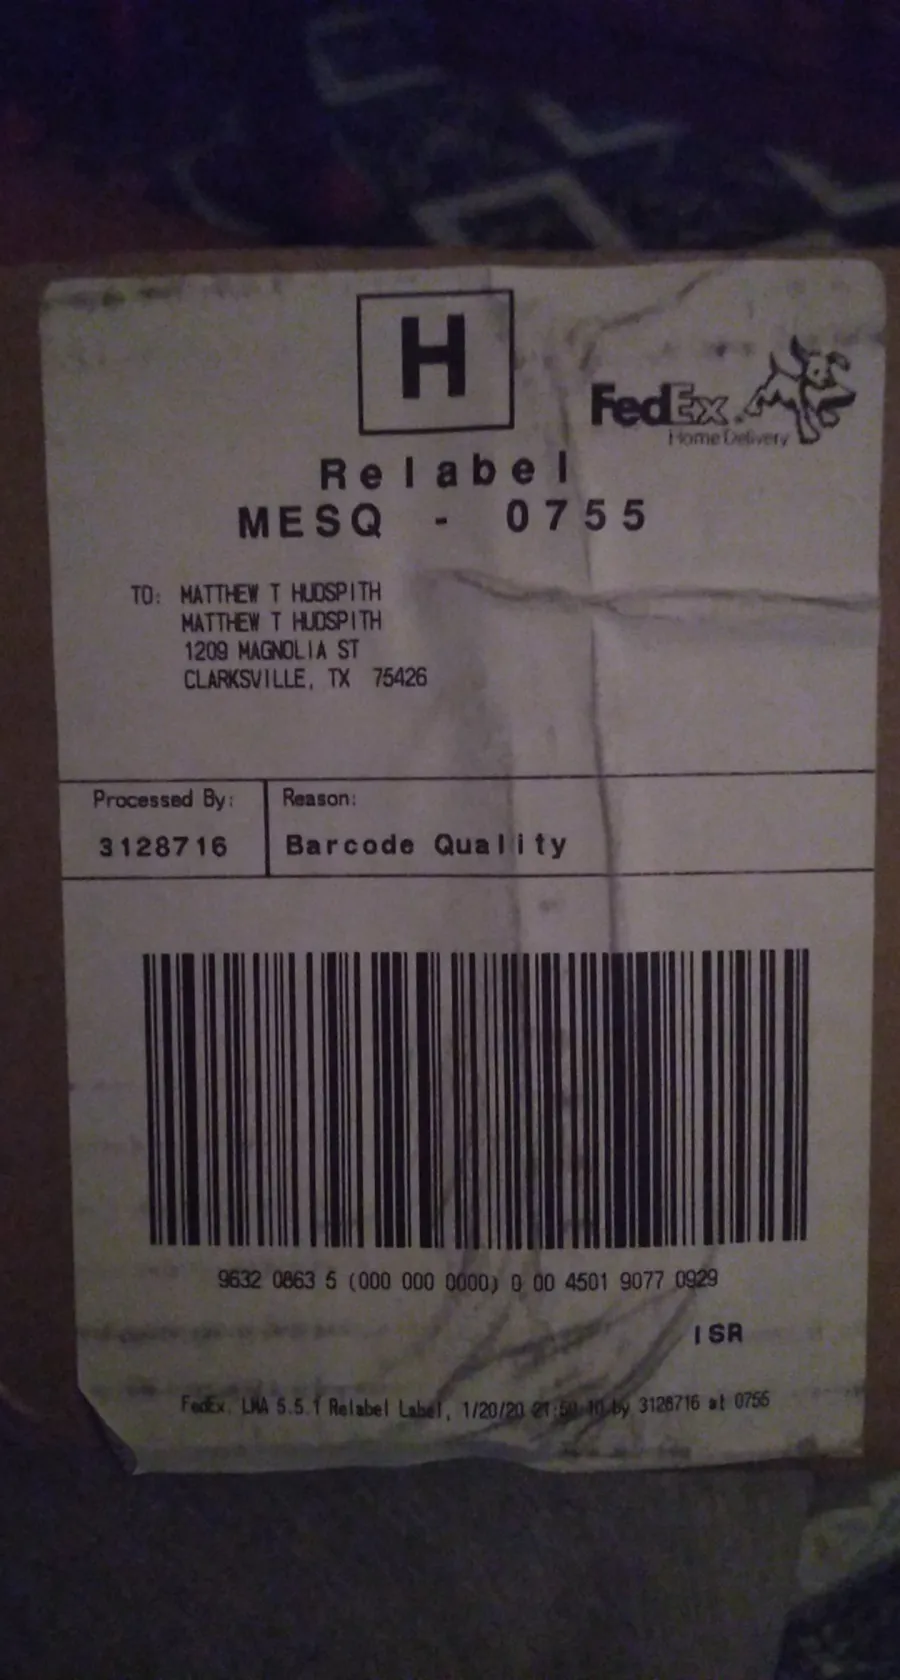 H
FedEx
Home Delivery
Relabel
MESQ - 0755
TO: MATTHEW T HUDSPITH
MATTHEW T HUDSPITH
1209 MAGNOLIA ST
CLARKSVILLE, TX 75426
Processed By: Reason:
3128716 Barcode Quality
9632 0863 5 (000 000 0000) 0 00 4501 9077 0929
ISR
FedEx. LMA 5.5.1 Relabel Label, 1/20/20 by 3128716 at 0755